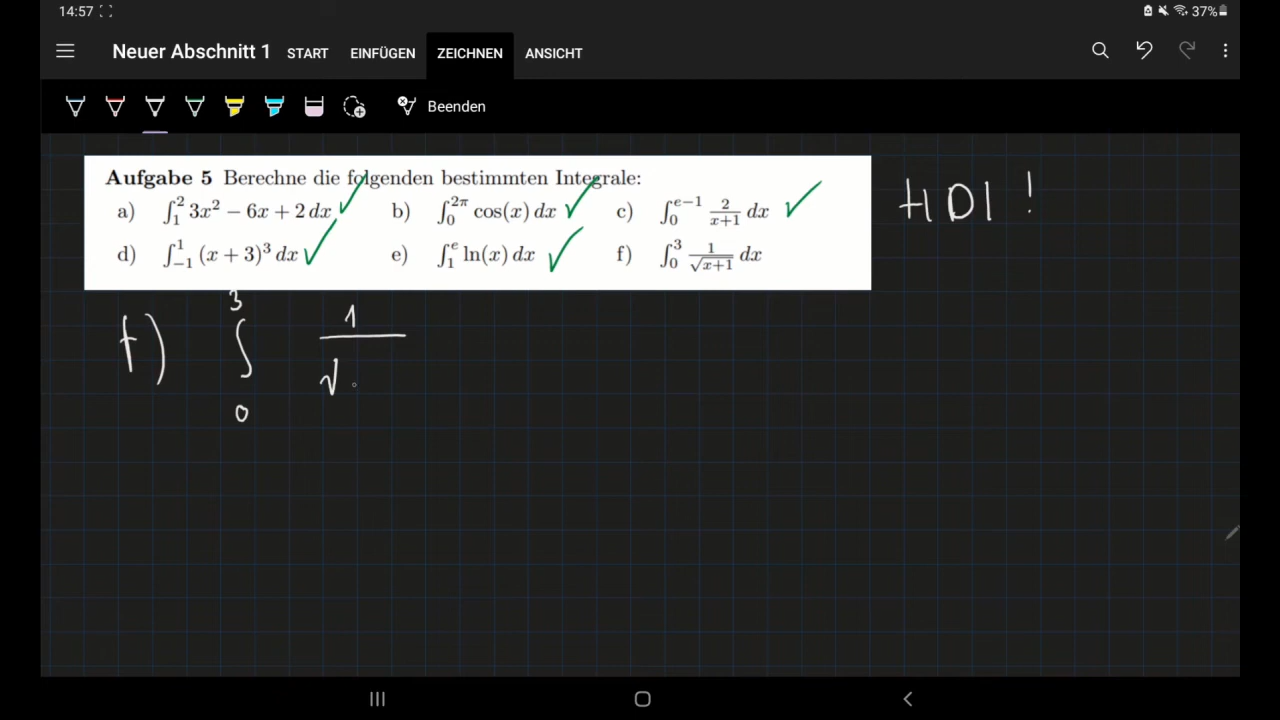 14:57 37%
Neuer Abschnitt 1 START EINFÜGEN ZEICHNEN ANSICHT
Beenden
Aufgabe 5 Berechne die folgenden bestimmten Integrale:
a) ∫₁² 3x² − 6x + 2 dx b) ∫₀^{2π} cos(x) dx c) ∫₀^{e−1} 2/(x+1) dx
d) ∫₋₁¹ (x + 3)³ dx e) ∫₁^e ln(x) dx f) ∫₀³ 1/√(x+1) dx
HDI !
f) ∫₀³ 1/√